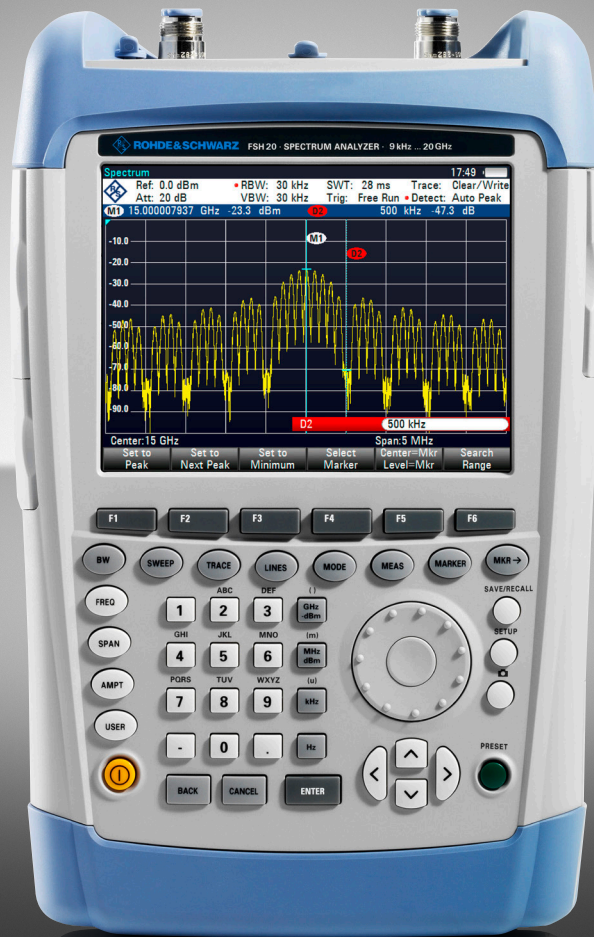 ROHDE & SCHWARZ FSH 20 · SPECTRUM ANALYZER · 9 kHz ... 20 GHz
Spectrum 17:49
Ref: 0.0 dBm • RBW: 30 kHz SWT: 28 ms Trace: Clear/Write
Att: 20 dB VBW: 30 kHz Trig: Free Run • Detect: Auto Peak
M1 15.000007937 GHz -23.3 dBm D2 500 kHz -47.3 dB
M1
D2
-10.0
-20.0
-30.0
-40.0
-50.0
-60.0
-70.0
-80.0
-90.0
D2 500 kHz
Center:15 GHz Span:5 MHz
Set to Peak
Set to Next Peak
Set to Minimum
Select Marker
Center=Mkr Level=Mkr
Search Range
F1 F2 F3 F4 F5 F6
BW SWEEP TRACE LINES MODE MEAS MARKER MKR→
FREQ
SPAN
AMPT
USER
ABC DEF ( )
1 2 3 GHz -dBm
GHI JKL MNO (m)
4 5 6 MHz dBm
PQRS TUV WXYZ (u)
7 8 9 kHz
- 0 . Hz
BACK CANCEL ENTER
SAVE/RECALL
SETUP
PRESET